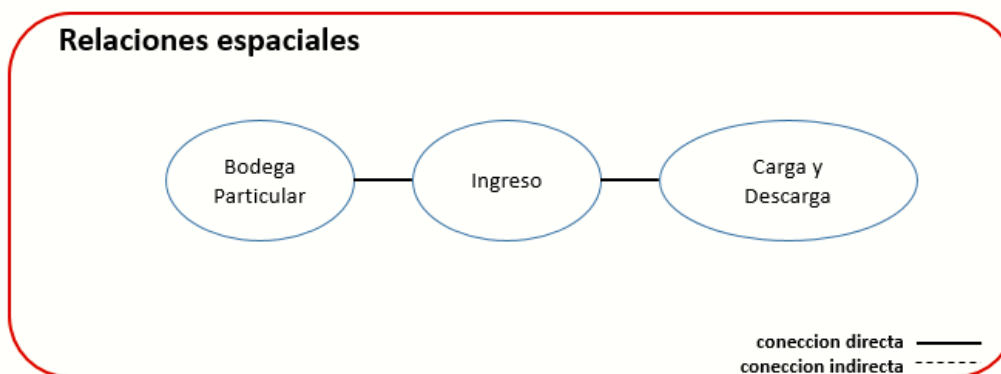 Relaciones espaciales
Bodega
Particular
Ingreso
Carga y
Descarga
coneccion directa
coneccion indirecta